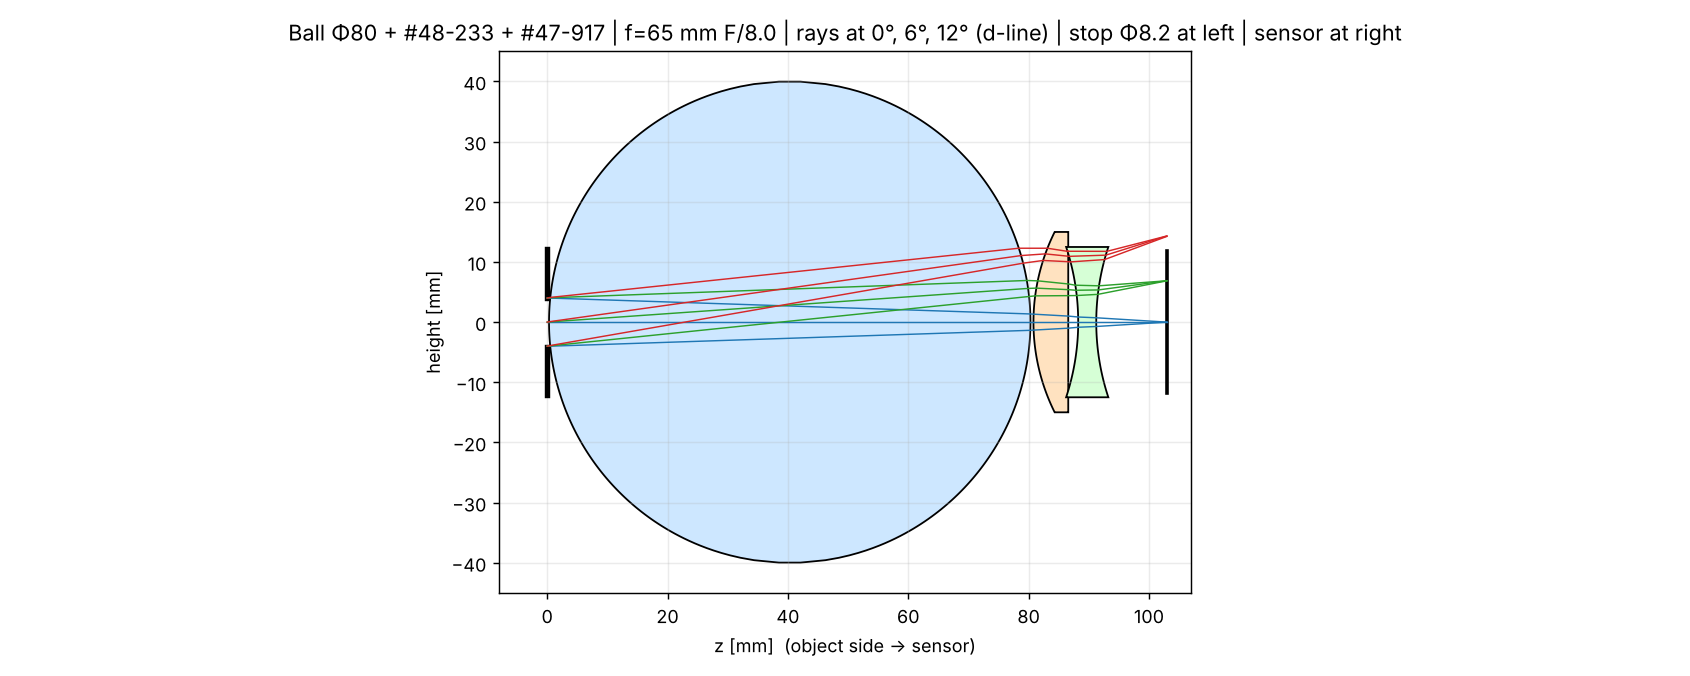 Ball Φ80 + #48-233 + #47-917 | f=65 mm F/8.0 | rays at 0°, 6°, 12° (d-line) | stop Φ8.2 at left | sensor at right
40
30
20
10
0
−10
−20
−30
−40
height [mm]
0 20 40 60 80 100
z [mm]  (object side → sensor)